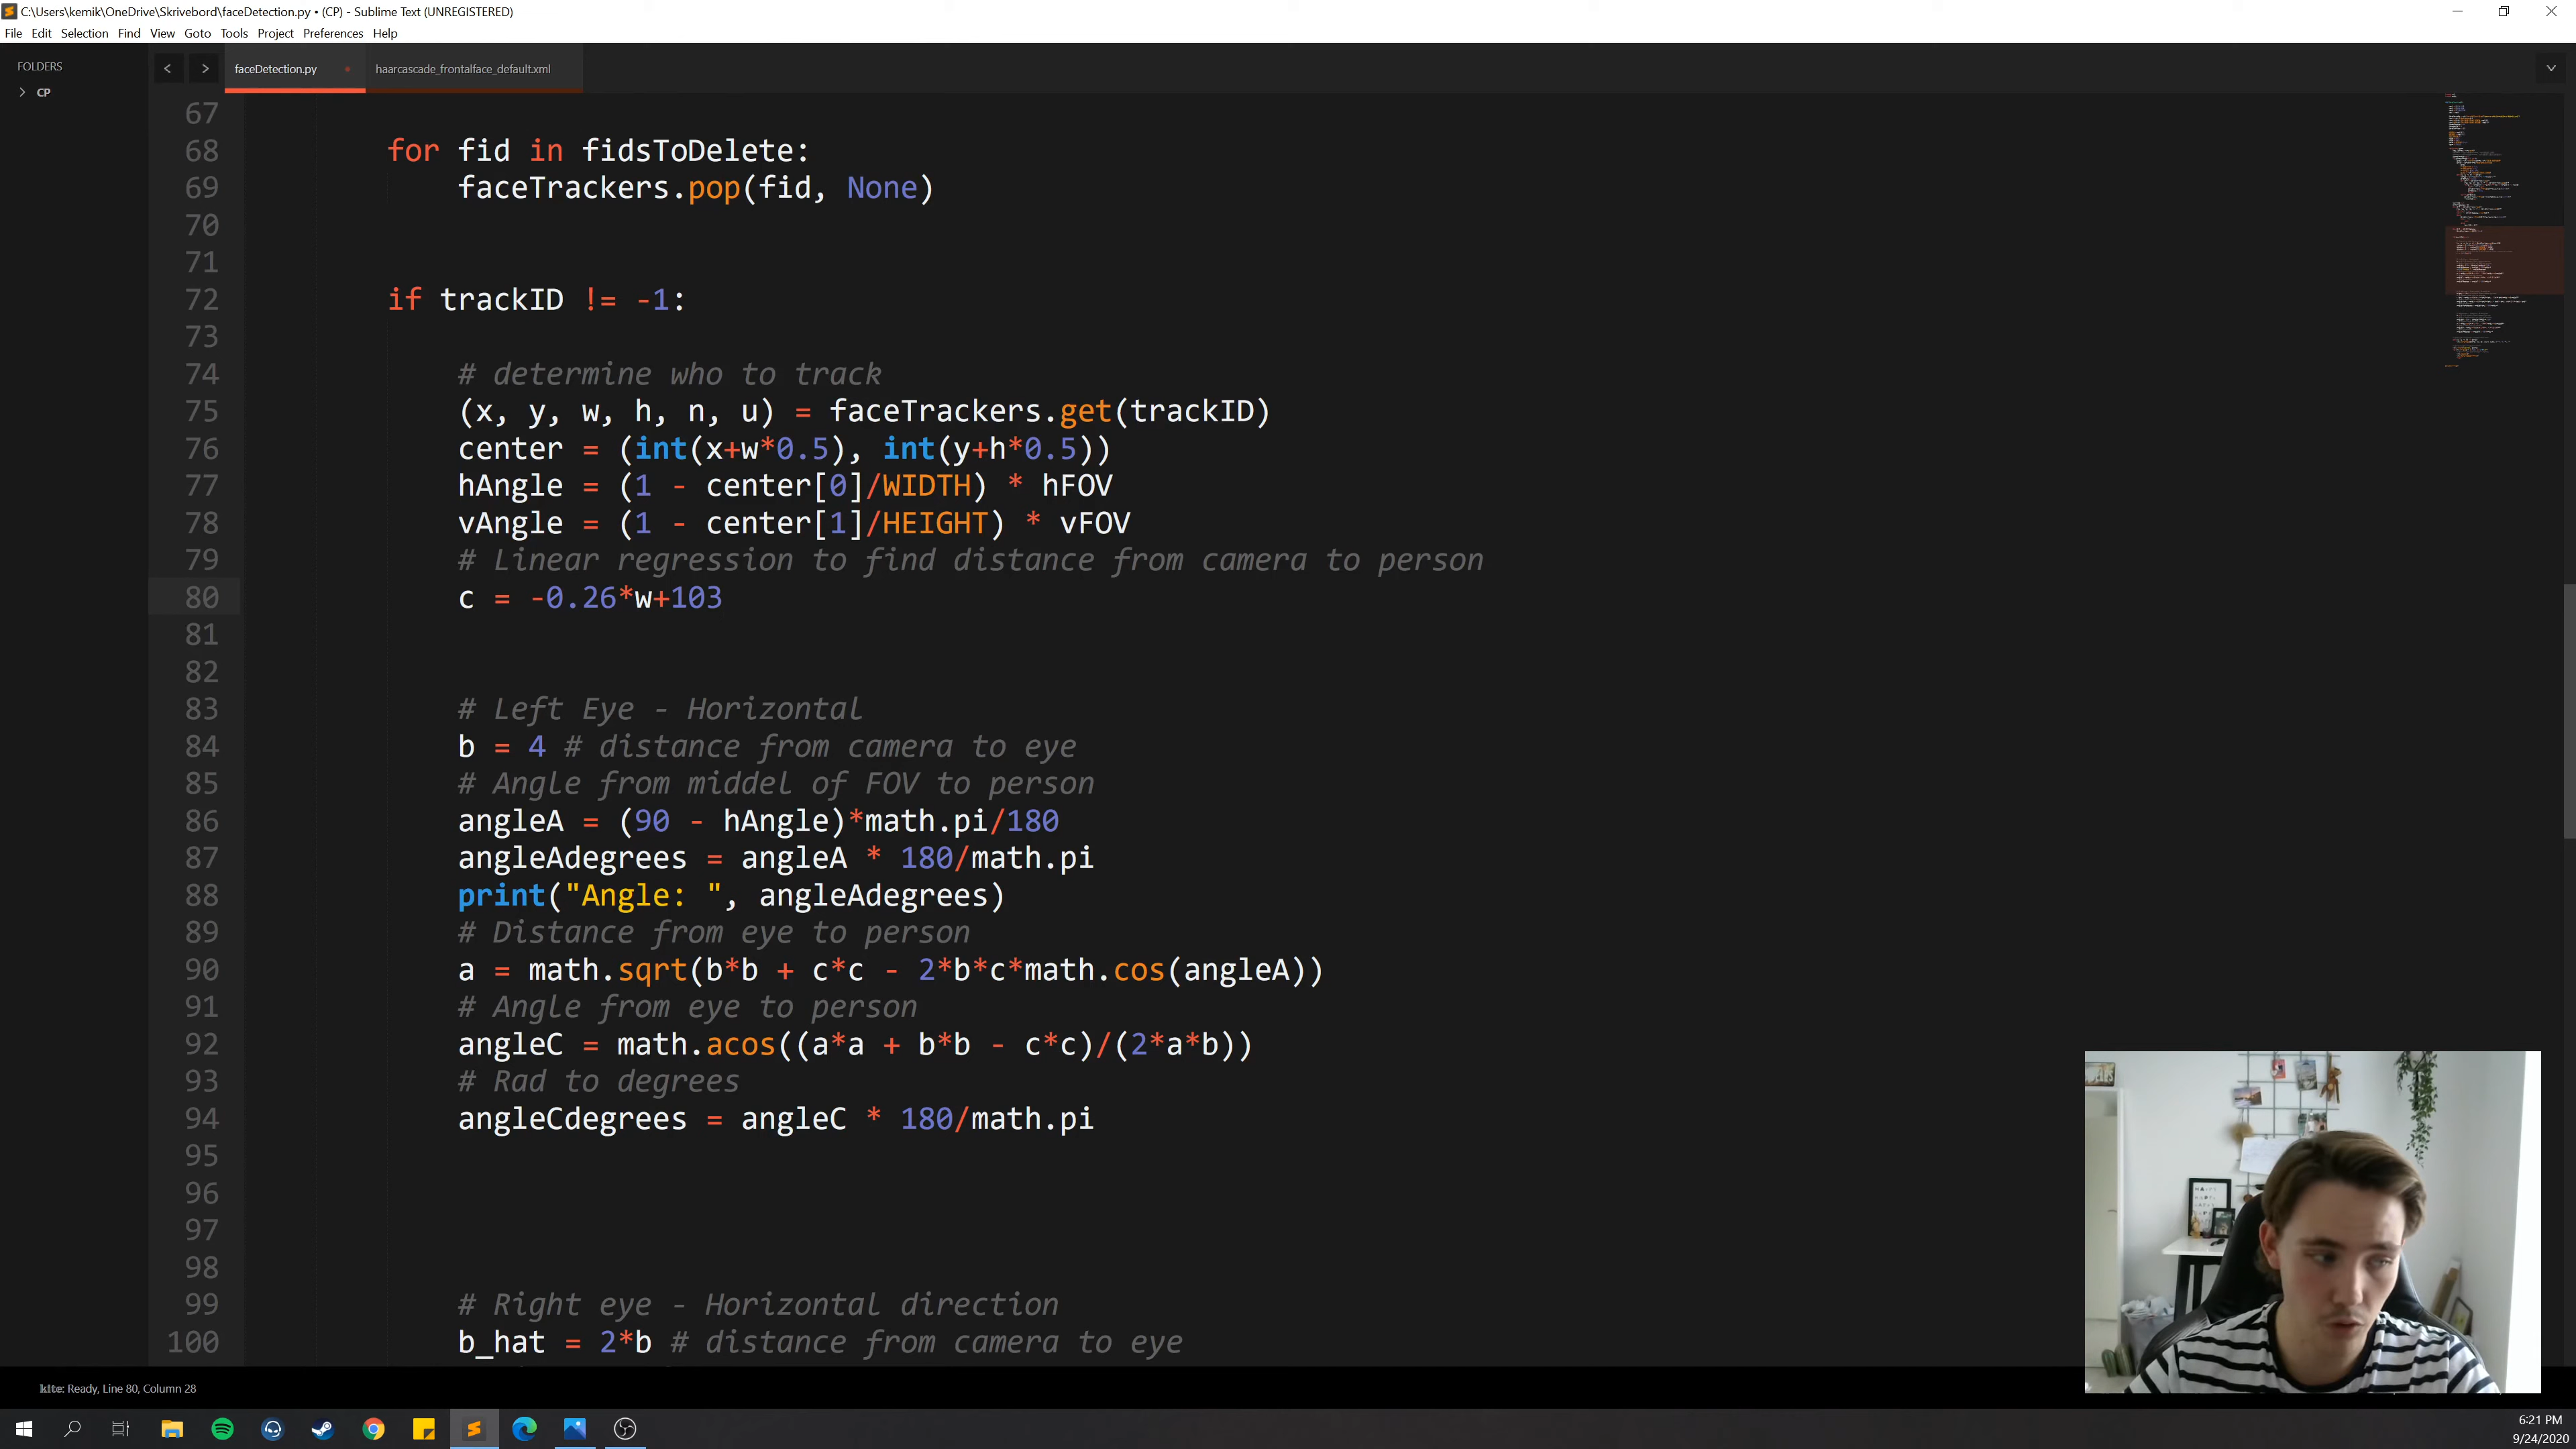 C:\Users\kemik\OneDrive\Skrivebord\faceDetection.py • (CP) - Sublime Text (UNREGISTERED)
File Edit Selection Find View Goto Tools Project Preferences Help
FOLDERS
CP
faceDetection.py haarcascade_frontalface_default.xml
67
68 for fid in fidsToDelete:
69 faceTrackers.pop(fid, None)
70
71
72 if trackID != -1:
73
74 # determine who to track
75 (x, y, w, h, n, u) = faceTrackers.get(trackID)
76 center = (int(x+w*0.5), int(y+h*0.5))
77 hAngle = (1 - center[0]/WIDTH) * hFOV
78 vAngle = (1 - center[1]/HEIGHT) * vFOV
79 # Linear regression to find distance from camera to person
80 c = -0.26*w+103
81
82
83 # Left Eye - Horizontal
84 b = 4 # distance from camera to eye
85 # Angle from middel of FOV to person
86 angleA = (90 - hAngle)*math.pi/180
87 angleAdegrees = angleA * 180/math.pi
88 print("Angle: ", angleAdegrees)
89 # Distance from eye to person
90 a = math.sqrt(b*b + c*c - 2*b*c*math.cos(angleA))
91 # Angle from eye to person
92 angleC = math.acos((a*a + b*b - c*c)/(2*a*b))
93 # Rad to degrees
94 angleCdegrees = angleC * 180/math.pi
95
96
97
98
99 # Right eye - Horizontal direction
100 b_hat = 2*b # distance from camera to eye
kite: Ready, Line 80, Column 28
6:21 PM
9/24/2020